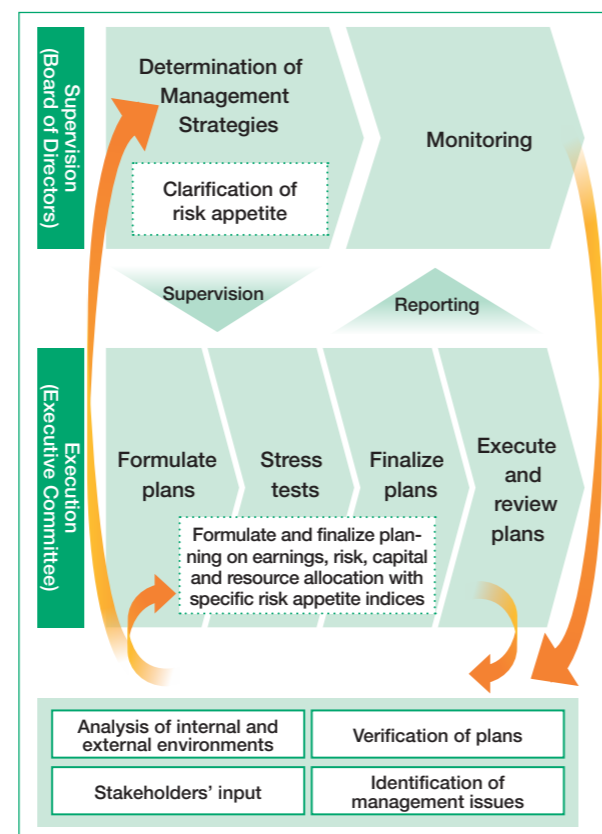 Supervision
(Board of Directors)
Determination of
Management
Strategies
Clarification of
risk appetite
Monitoring
Supervision
Reporting
Execution
(Executive Committee)
Formulate
plans
Stress
tests
Finalize
plans
Execute
and
review
plans
Formulate and finalize plan-
ning on earnings, risk, capital
and resource allocation with
specific risk appetite indices
Analysis of internal and
external environments
Verification of plans
Stakeholders’ input
Identification of
management issues